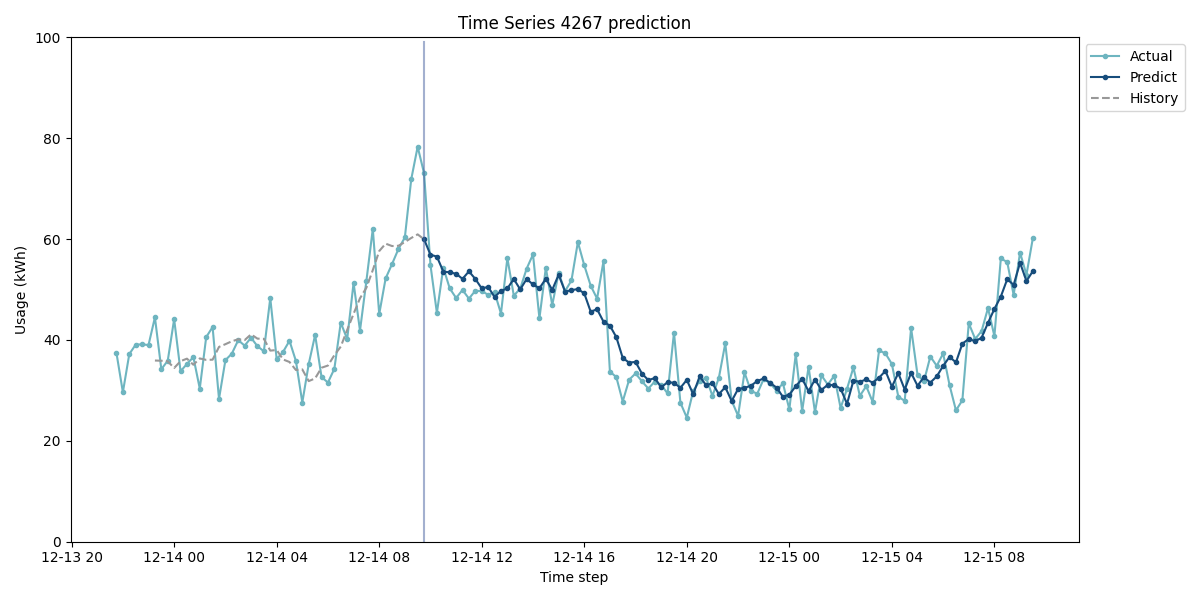 Time Series 4267 prediction
100
80
60
40
20
0
Usage (kWh)
12-13 20
12-14 00
12-14 04
12-14 08
12-14 12
12-14 16
12-14 20
12-15 00
12-15 04
12-15 08
Time step
Actual
Predict
History